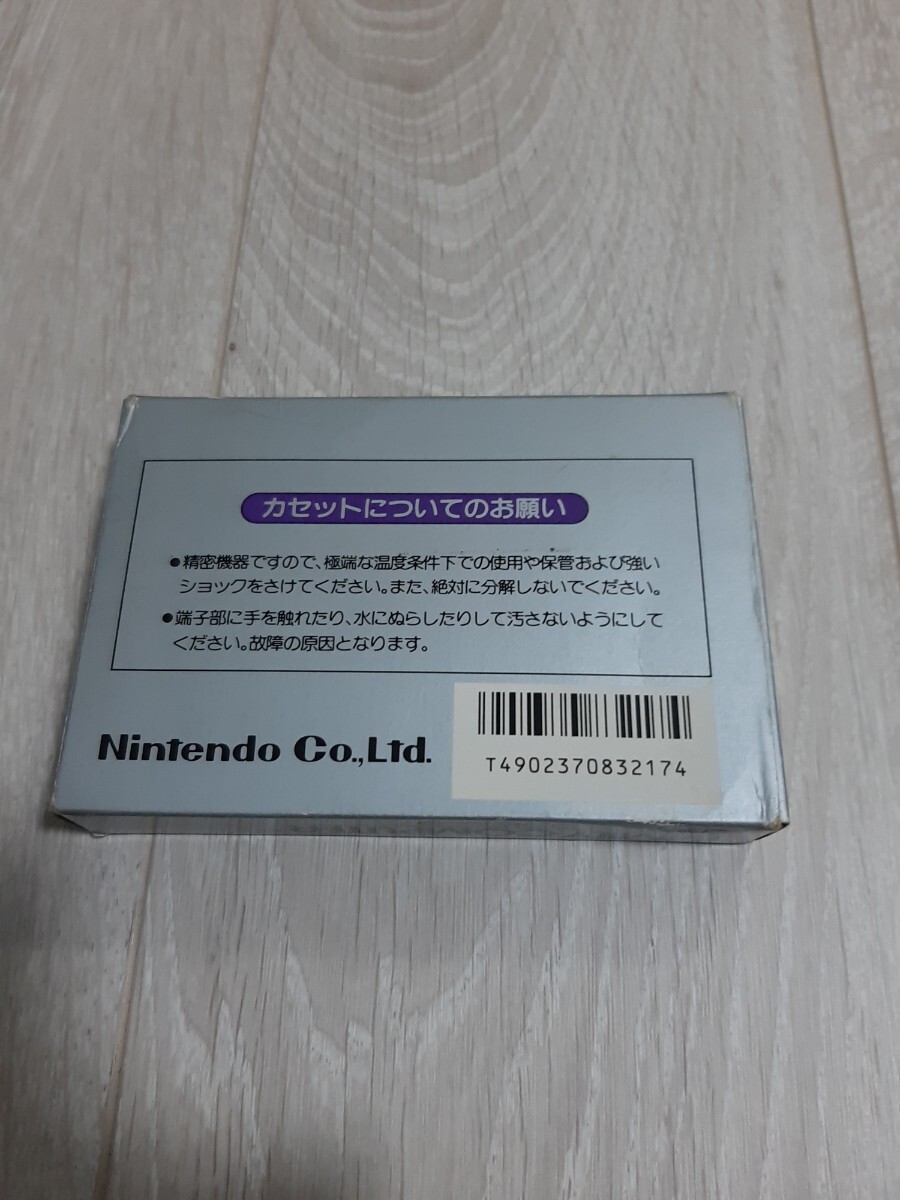 カセットについてのお願い
●精密機器ですので、極端な温度条件下での使用や保管および強い
ショックをさけてください。また、絶対に分解しないでください。
●端子部に手を触れたり、水にぬらしたりして汚さないようにして
ください。故障の原因となります。
Nintendo Co.,Ltd.
T4902370832174